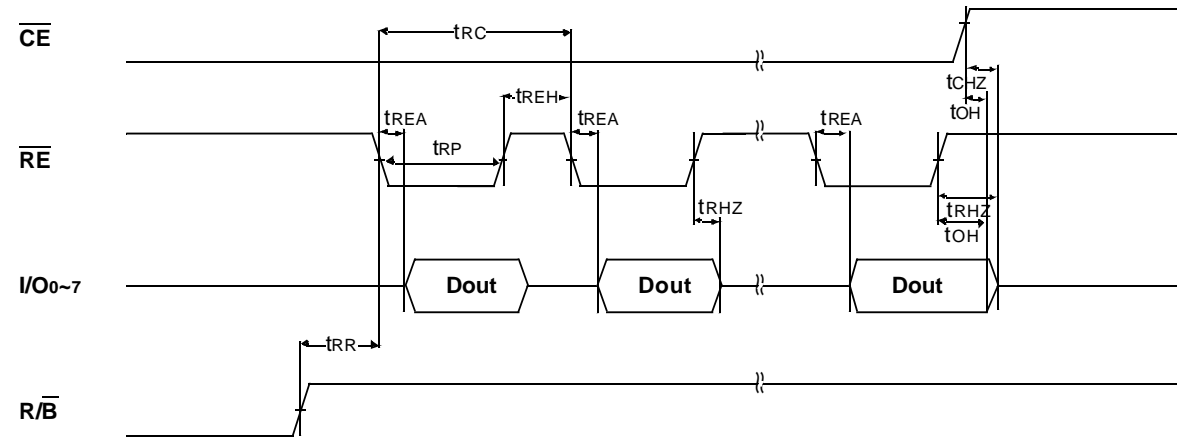 CE
tRC
tCHZ
tREH
tOH
tREA
tREA
tREA
RE
tRP
tRHZ
tRHZ
tOH
I/O0~7
Dout
Dout
Dout
tRR
R/B